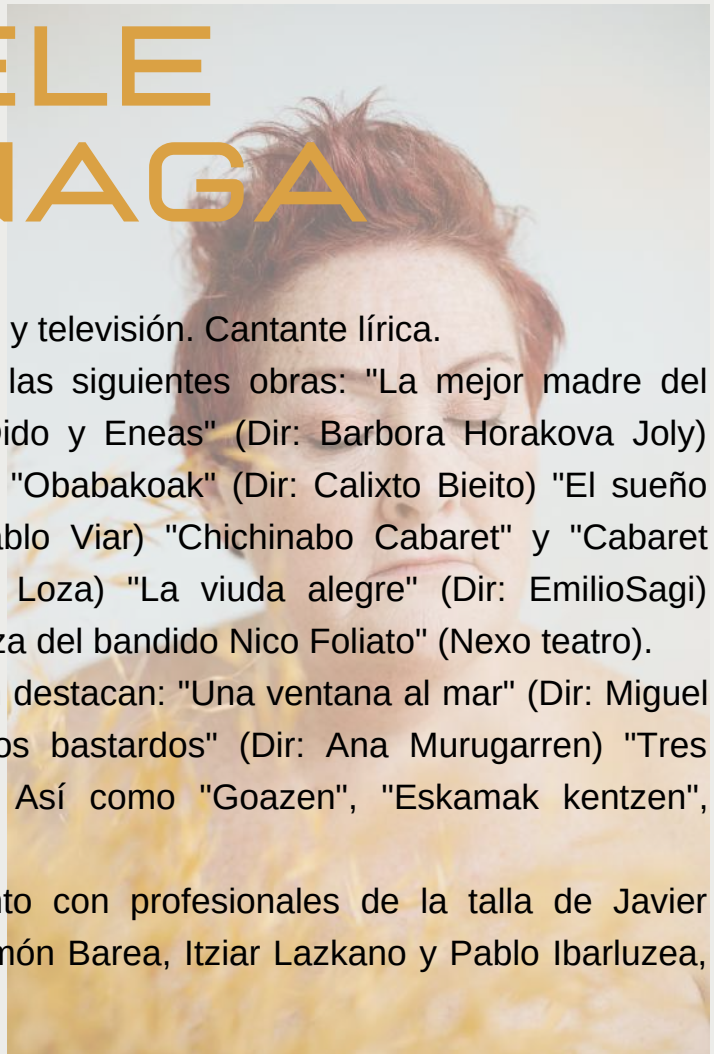 ELE
NAGA
y televisión. Cantante lírica.
las siguientes obras: "La mejor madre del
Dido y Eneas" (Dir: Barbora Horakova Joly)
"Obabakoak" (Dir: Calixto Bieito) "El sueño
ablo Viar) "Chichinabo Cabaret" y "Cabaret
Loza) "La viuda alegre" (Dir: EmilioSagi)
za del bandido Nico Foliato" (Nexo teatro).
destacan: "Una ventana al mar" (Dir: Miguel
os bastardos" (Dir: Ana Murugarren) "Tres
Así como "Goazen", "Eskamak kentzen",
nto con profesionales de la talla de Javier
món Barea, Itziar Lazkano y Pablo Ibarluzea,